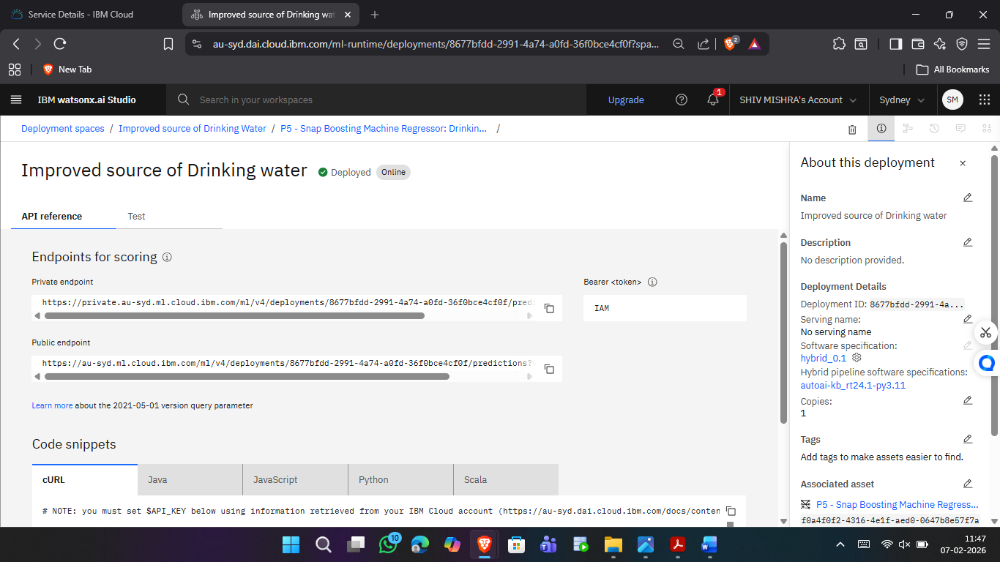 Service Details - IBM Cloud
Improved source of Drinking wat
au-syd.dai.cloud.ibm.com/ml-runtime/deployments/8677bfdd-2991-4a74-a0fd-36f0bce4cf0f?spa...
2
New Tab
All Bookmarks
IBM watsonx.ai Studio
Search in your workspaces
Upgrade
1
SHIV MISHRA's Account
Sydney
SM
Deployment spaces / Improved source of Drinking Water / P5 - Snap Boosting Machine Regressor: Drinkin... /
Improved source of Drinking water
Deployed
Online
API reference
Test
Endpoints for scoring
Private endpoint
https://private.au-syd.ml.cloud.ibm.com/ml/v4/deployments/8677bfdd-2991-4a74-a0fd-36f0bce4cf0f/pred
Bearer <token>
IAM
Public endpoint
https://au-syd.ml.cloud.ibm.com/ml/v4/deployments/8677bfdd-2991-4a74-a0fd-36f0bce4cf0f/predictions?
Learn more about the 2021-05-01 version query parameter
Code snippets
cURL
Java
JavaScript
Python
Scala
# NOTE: you must set $API_KEY below using information retrieved from your IBM Cloud account (https://au-syd.dai.cloud.ibm.com/docs/conten
About this deployment
Name
Improved source of Drinking water
Description
No description provided.
Deployment Details
Deployment ID: 8677bfdd-2991-4a...
Serving name:
No serving name
Software specification:
hybrid_0.1
Hybrid pipeline software specifications:
autoai-kb_rt24.1-py3.11
Copies:
1
Tags
Add tags to make assets easier to find.
Associated asset
P5 - Snap Boosting Machine Regress...
f0a4f0f2-4316-4e1f-aed0-0647b8e57f7a
10
11:47
07-02-2026